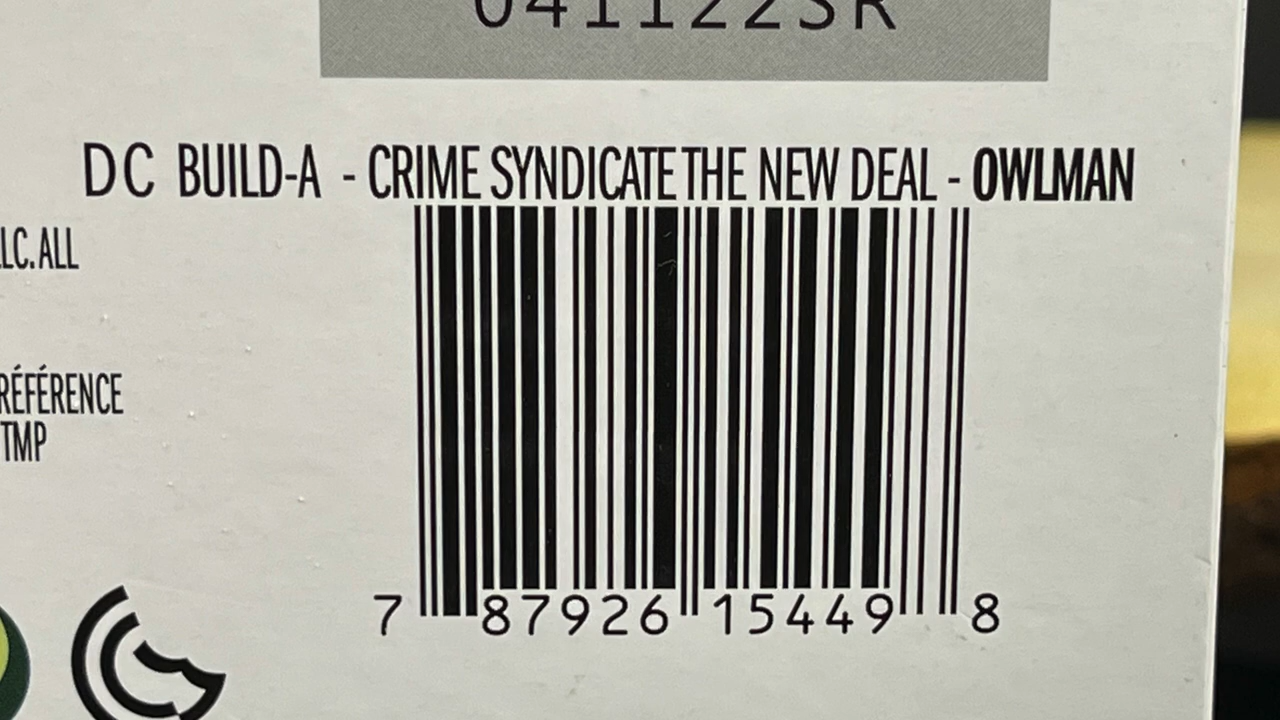 041122SR
DC BUILD-A - CRIME SYNDICATE THE NEW DEAL - OWLMAN
LC. ALL
RÉFÉRENCE
TMP
7 87926 15449 8